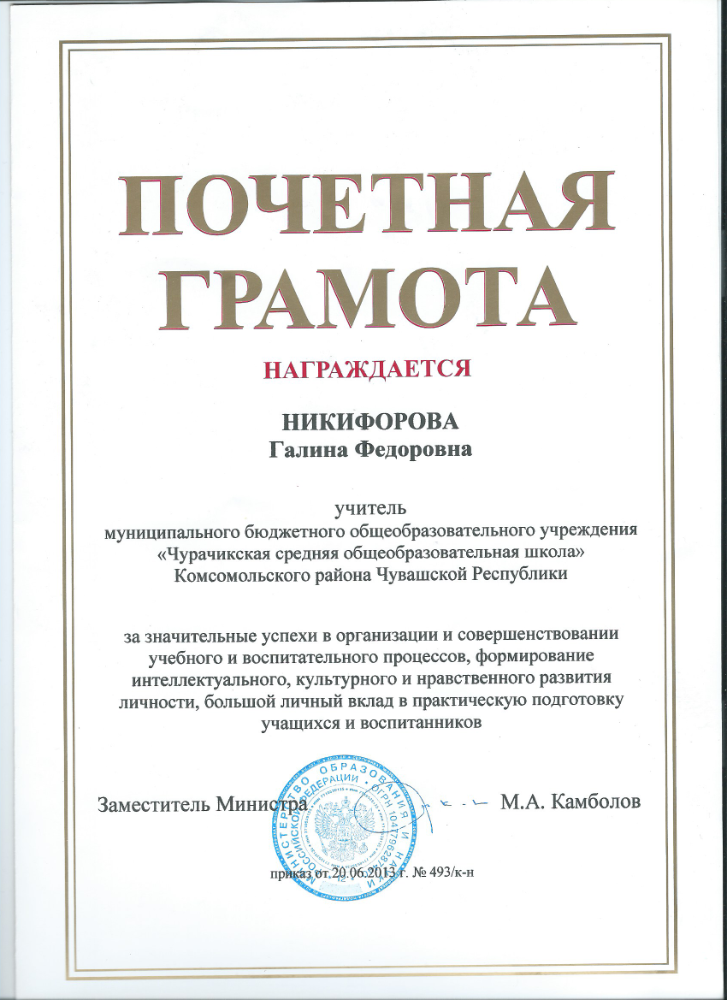 ПОЧЕТНАЯ
ГРАМОТА
НАГРАЖДАЕТСЯ
НИКИФОРОВА
Галина Федоровна
учитель
муниципального бюджетного общеобразовательного учреждения
«Чурачикская средняя общеобразовательная школа»
Комсомольского района Чувашской Республики
за значительные успехи в организации и совершенствовании
учебного и воспитательного процессов, формирование
интеллектуального, культурного и нравственного развития
личности, большой личный вклад в практическую подготовку
учащихся и воспитанников
МИНИСТЕРСТВО ОБРАЗОВАНИЯ И НАУКИ
РОССИЙСКОЙ ФЕДЕРАЦИИ • ОГРН
Заместитель Министра
М.А. Камболов
приказ от 20.06.2013 г. № 493/к-н